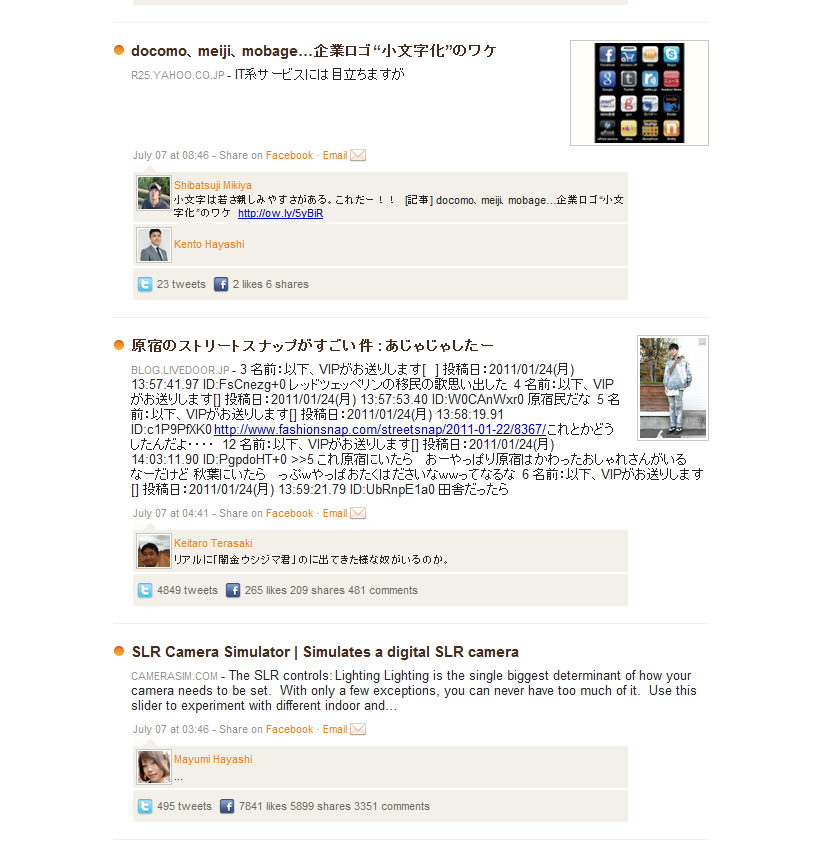 docomo、meiji、mobage…企業ロゴ“小文字化”のワケ
R25.YAHOO.CO.JP - IT系サービスには目立ちますが
July 07 at 08:46 - Share on Facebook · Email
Shibatsuji Mikiya
小文字は若さ親しみやすさがある。これだー！！ [記事] docomo、meiji、mobage…企業ロゴ“小文
字化”のワケ http://ow.ly/5yBiR
Kento Hayashi
23 tweets 2 likes 6 shares
原宿のストリートスナップがすごい件 : あじゃじゃしたー
BLOG.LIVEDOOR.JP - 3 名前：以下、VIPがお送りします[ ] 投稿日：2011/01/24(月)
13:57:41.97 ID:FsCnezg+0 レッドツェッペリンの移民の歌思い出した 4 名前：以下、VIP
がお送りします[] 投稿日：2011/01/24(月) 13:57:53.40 ID:W0CAnWxr0 原宿民だな 5 名
前：以下、VIPがお送りします[] 投稿日：2011/01/24(月) 13:58:19.91
ID:c1P9PfXK0 http://www.fashionsnap.com/streetsnap/2011-01-22/8367/これとかどう
したんだよ・・・・ 12 名前：以下、VIPがお送りします[] 投稿日：2011/01/24(月)
14:03:11.90 ID:PgpdoHT+0 >>5 これ原宿にいたら おーやっぱり原宿はかわったおしゃれさんがいる
なーだけど 秋葉にいたら っぷwやっぱおたくはださいなwwってなるな 6 名前：以下、VIPがお送りします
[] 投稿日：2011/01/24(月) 13:59:21.79 ID:UbRnpE1a0 田舎だったら
July 07 at 04:41 - Share on Facebook · Email
Keitaro Terasaki
リアルに「闇金ウシジマ君」のに出てきた様な奴がいるのか。
4849 tweets 265 likes 209 shares 481 comments
SLR Camera Simulator | Simulates a digital SLR camera
CAMERASIM.COM - The SLR controls: Lighting Lighting is the single biggest determinant of how your
camera needs to be set. With only a few exceptions, you can never have too much of it. Use this
slider to experiment with different indoor and…
July 07 at 03:46 - Share on Facebook · Email
Mayumi Hayashi
...
495 tweets 7841 likes 5899 shares 3351 comments